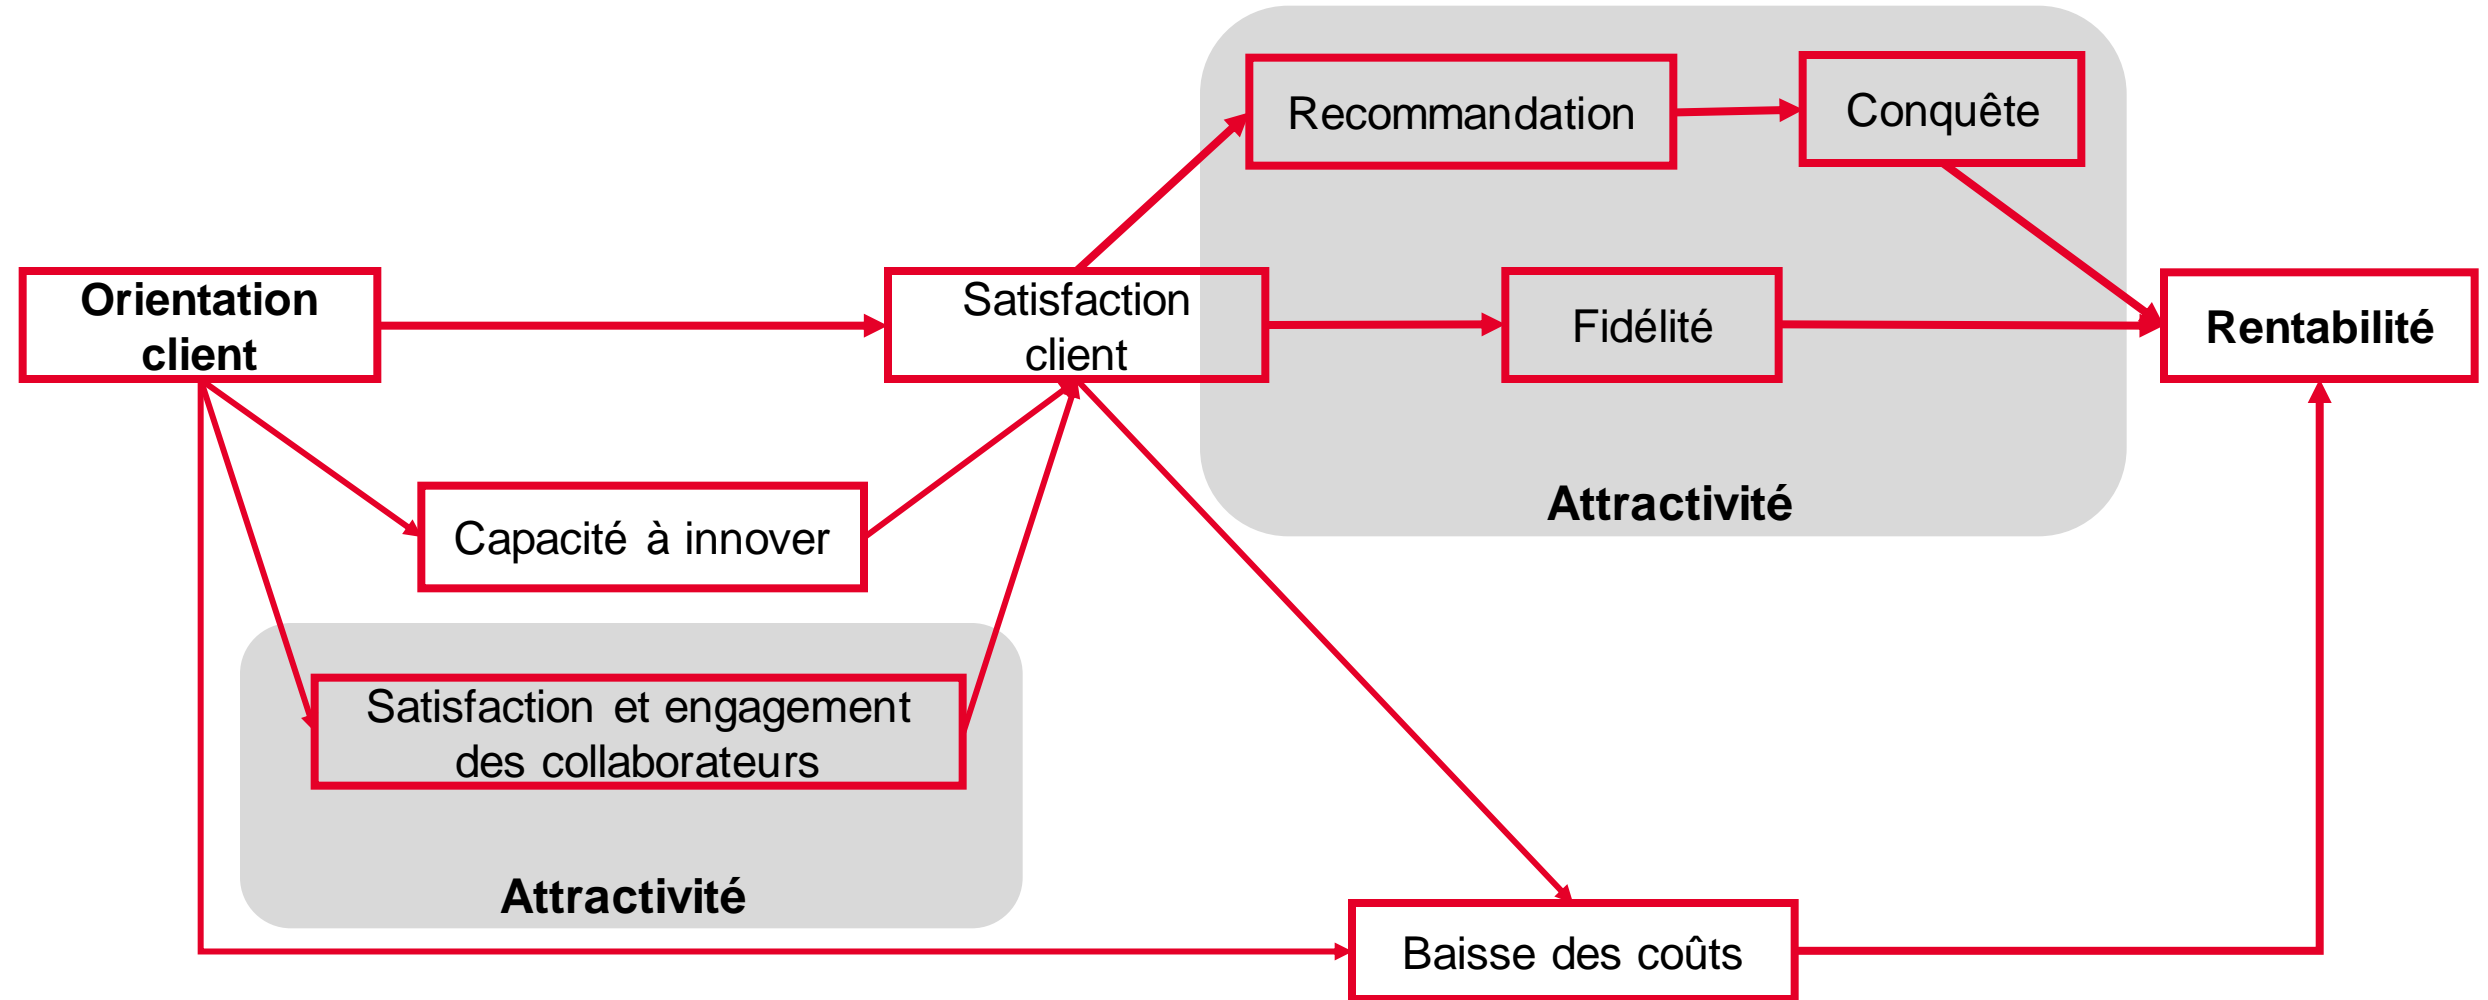 Recommandation
Conquête
Orientation
client
Satisfaction
client
Fidélité
Rentabilité
Attractivité
Capacité à innover
Satisfaction et engagement
des collaborateurs
Attractivité
Baisse des coûts